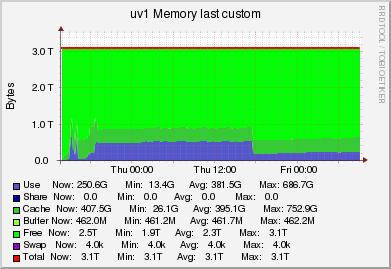 uv1 Memory last custom
RRDTOOL / TOBI OETIKER
Bytes
3.0 T
2.0 T
1.0 T
0.0
Thu 00:00 Thu 12:00 Fri 00:00
Use Now: 250.6G Min: 13.4G Avg: 381.5G Max: 686.7G
Share Now: 0.0 Min: 0.0 Avg: 0.0 Max: 0.0
Cache Now: 407.5G Min: 26.1G Avg: 395.1G Max: 752.9G
Buffer Now: 462.0M Min: 461.2M Avg: 461.7M Max: 462.2M
Free Now: 2.5T Min: 1.9T Avg: 2.3T Max: 3.1T
Swap Now: 4.0k Min: 4.0k Avg: 4.0k Max: 4.0k
Total Now: 3.1T Min: 3.1T Avg: 3.1T Max: 3.1T